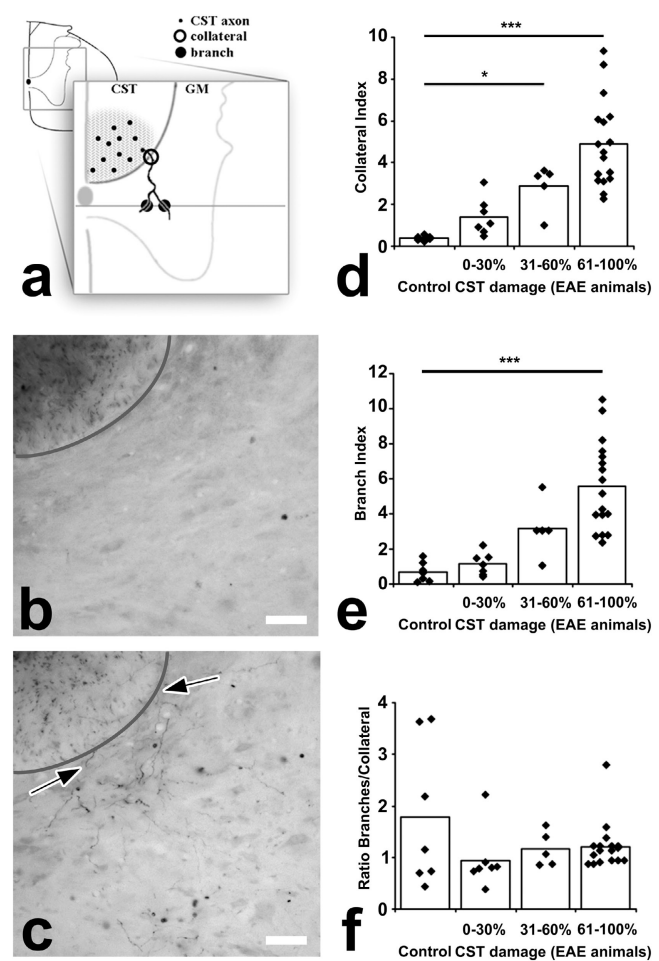 CST axon
collateral
branch
CST
GM
a
b
c
d
***
*
10
8
6
4
2
0
Collateral Index
0-30%
31-60%
61-100%
Control CST damage (EAE animals)
e
***
12
10
8
6
4
2
0
Branch Index
0-30%
31-60%
61-100%
Control CST damage (EAE animals)
f
4
3
2
1
0
Ratio Branches/Collateral
0-30%
31-60%
61-100%
Control CST damage (EAE animals)